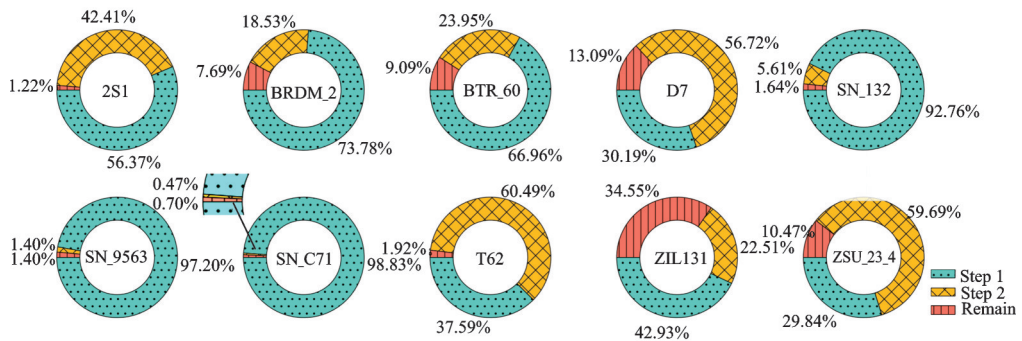 42.41%
1.22%
2S1
56.37%
18.53%
7.69%
BRDM_2
73.78%
23.95%
9.09%
BTR_60
66.96%
13.09%
56.72%
D7
30.19%
5.61%
1.64%
SN_132
92.76%
1.40%
1.40%
SN_9563
97.20%
0.47%
0.70%
SN_C71
98.83%
60.49%
1.92%
T62
37.59%
34.55%
22.51%
ZIL131
42.93%
10.47%
59.69%
ZSU_23_4
29.84%
Step 1
Step 2
Remain